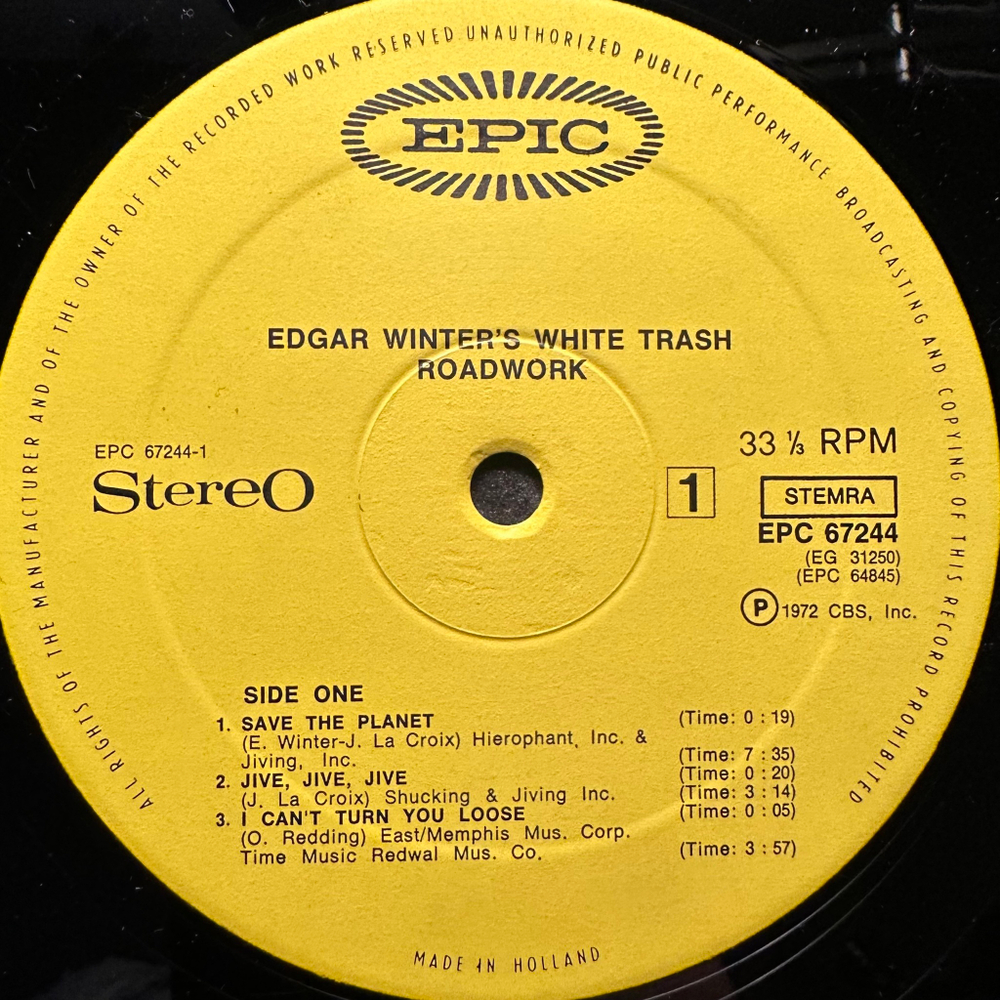 ALL RIGHTS OF THE MANUFACTURER AND OF THE OWNER OF THE RECORDED WORK RESERVED UNAUTHORIZED PUBLIC PERFORMANCE BROADCASTING AND COPYING OF THIS RECORD PROHIBITED
EPIC
EDGAR WINTER'S WHITE TRASH
ROADWORK
EPC 67244-1
StereO
33 ⅓ RPM
1
STEMRA
EPC 67244
(EG 31250)
(EPC 64845)
Ⓟ 1972 CBS, Inc.
SIDE ONE
1. SAVE THE PLANET (Time: 0 : 19)
(E. Winter-J. La Croix) Hierophant, Inc. &
Jiving, Inc. (Time: 7 : 35)
2. JIVE, JIVE, JIVE (Time: 0 : 20)
(J. La Croix) Shucking & Jiving Inc. (Time: 3 : 14)
3. I CAN'T TURN YOU LOOSE (Time: 0 : 05)
(O. Redding) East/Memphis Mus. Corp.
Time Music Redwal Mus. Co. (Time: 3 : 57)
MADE IN HOLLAND